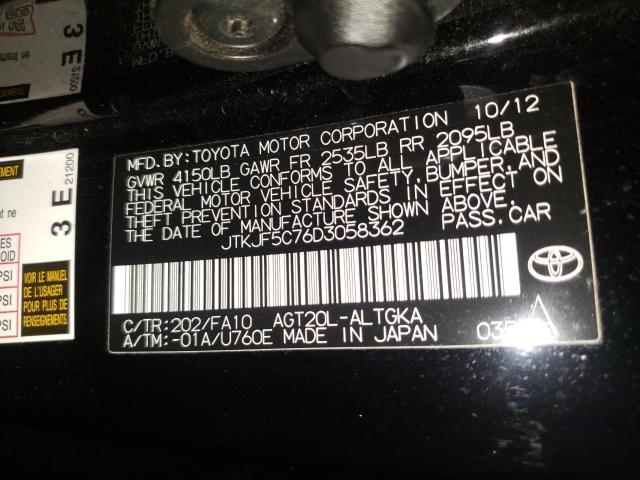 10/12
MFD. BY: TOYOTA MOTOR CORPORATION
GVWR 4150LB GAWR FR 2535LB RR 2095LB
THIS VEHICLE CONFORMS TO ALL APPLICABLE
FEDERAL MOTOR VEHICLE SAFETY, BUMPER, AND
THEFT PREVENTION STANDARDS IN EFFECT ON
THE DATE OF MANUFACTURE SHOWN ABOVE.
JTKJF5C76D3058362 PASS. CAR
C/TR: 202/FA10 AGT20L-ALTGKA
A/TM: -01A/U760E MADE IN JAPAN
3 E
21200
VOIR LE MANUEL
DE L'USAGER
POUR PLUS DE
RENSEIGNEMENTS
PSI
PSI
PSI
3 E